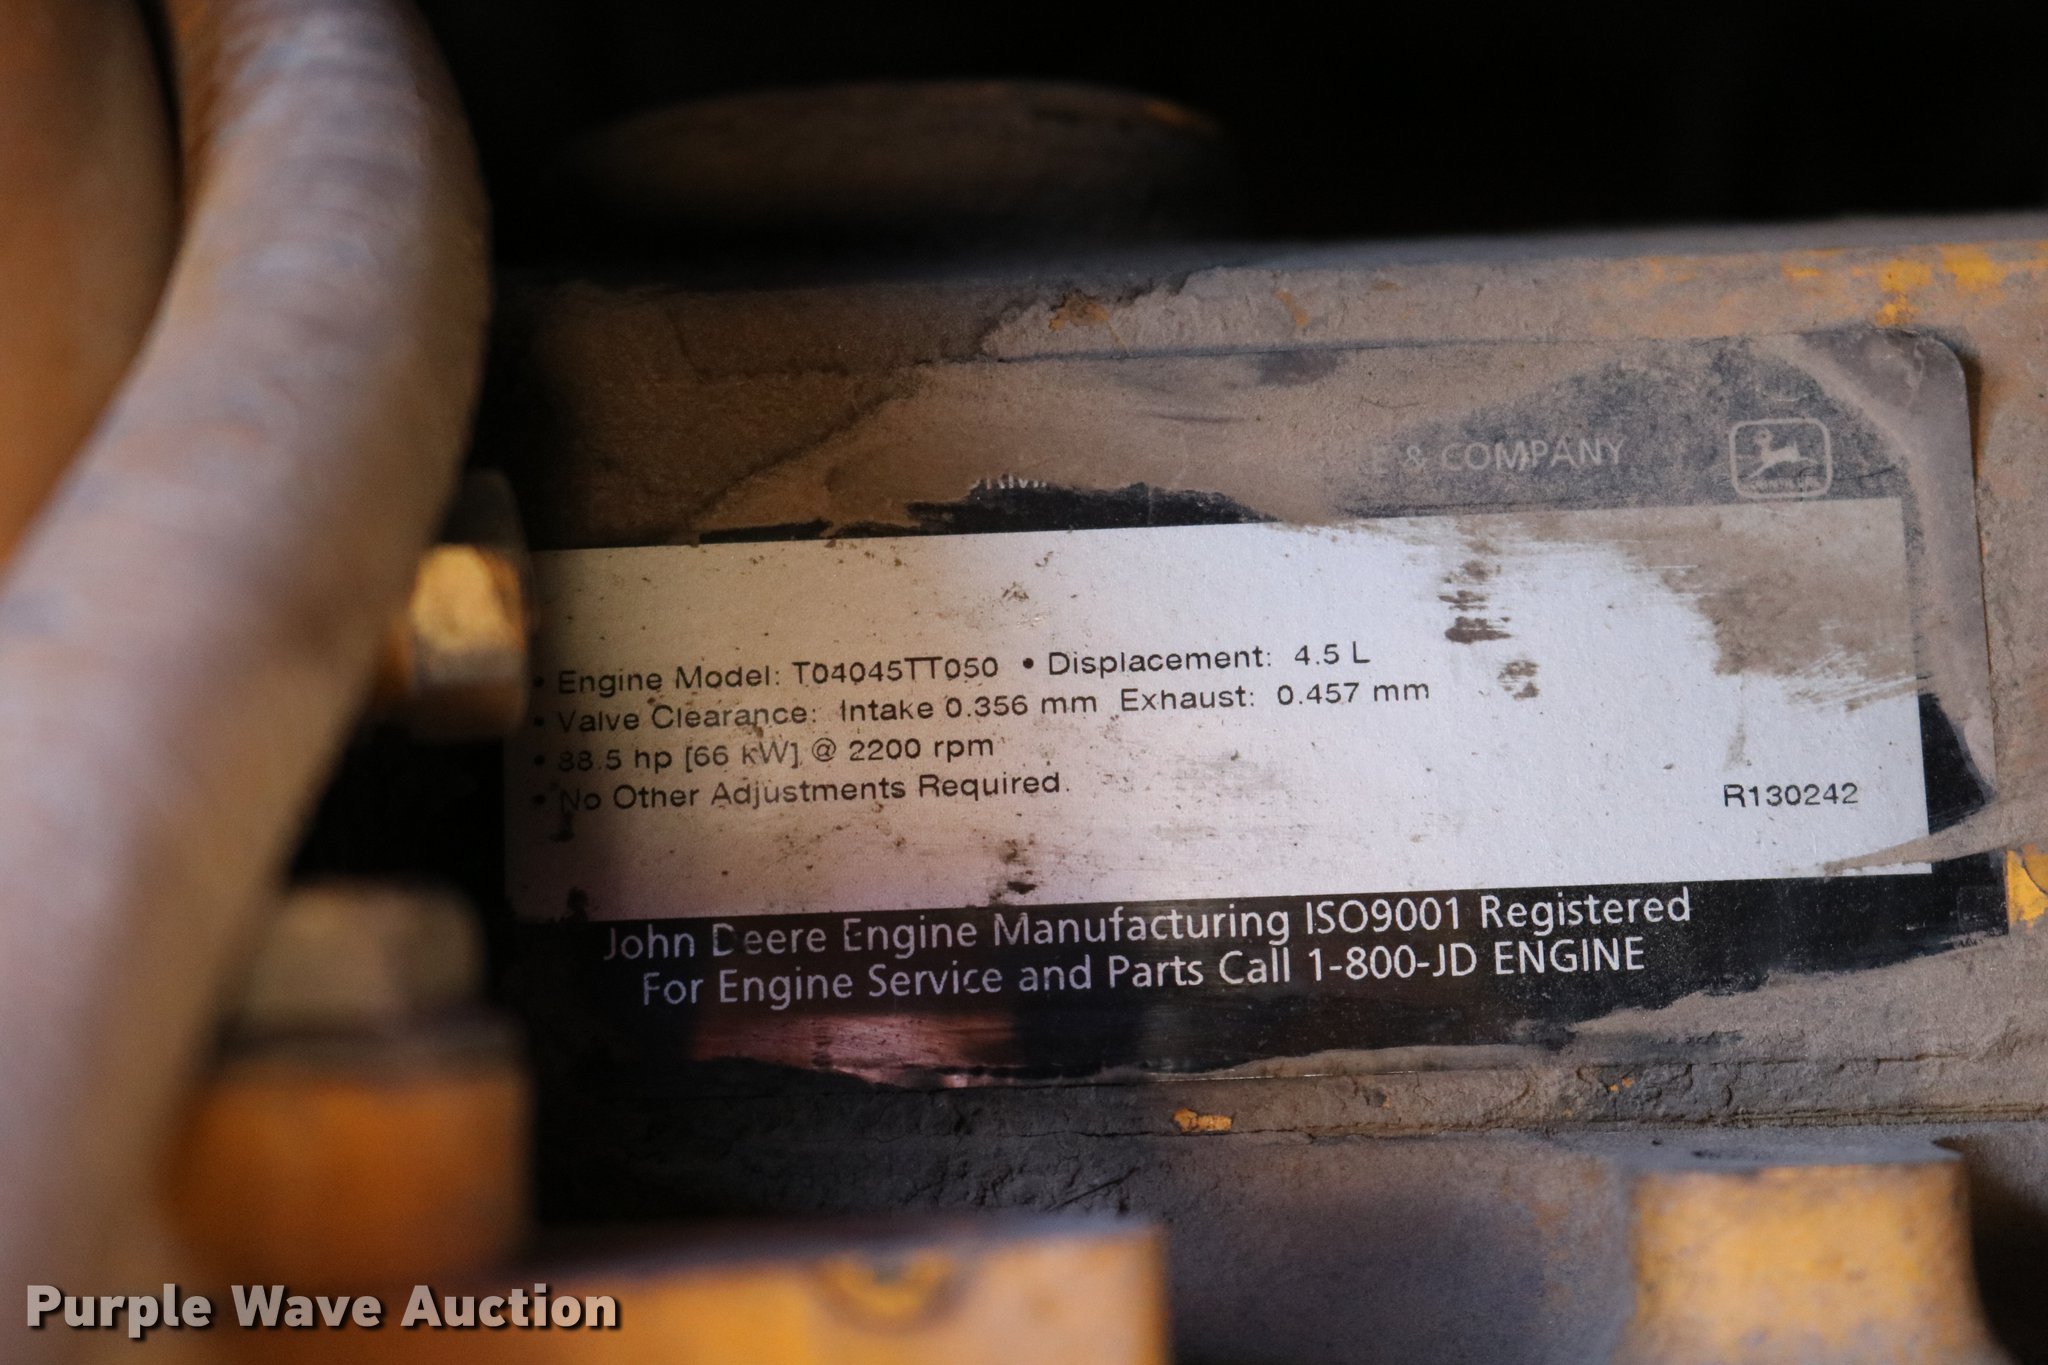 & COMPANY
• Engine Model: T04045TT050 • Displacement: 4.5 L
• Valve Clearance: Intake 0.356 mm Exhaust: 0.457 mm
• 88.5 hp [66 kW] @ 2200 rpm
• No Other Adjustments Required.
R130242
John Deere Engine Manufacturing ISO9001 Registered
For Engine Service and Parts Call 1-800-JD ENGINE
Purple Wave Auction